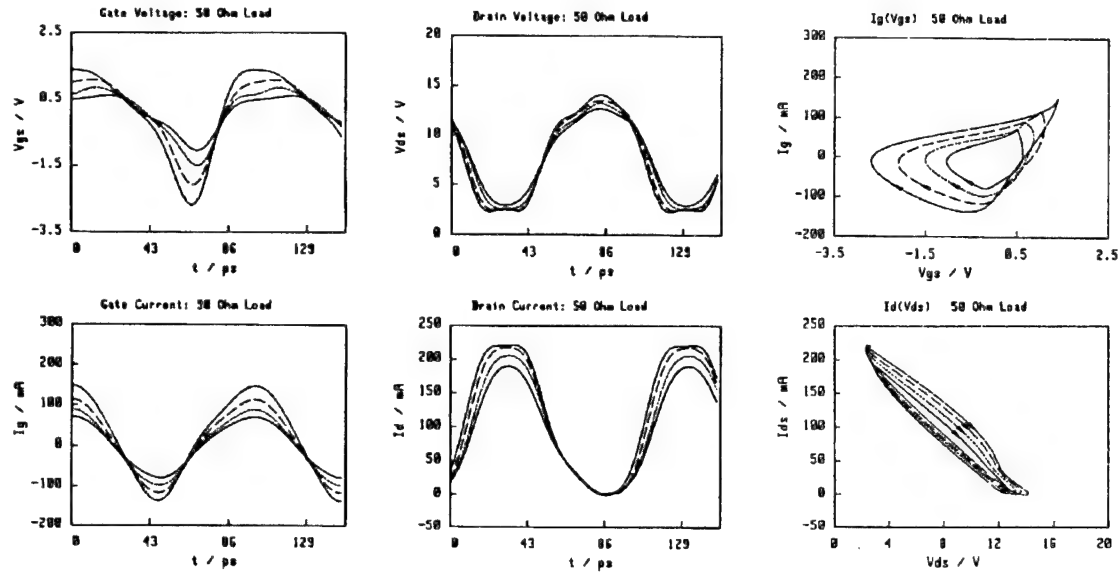 Gate Voltage: 50 Ohm Load
2.5
0.5
-1.5
-3.5
Vgs / V
0 43 86 129
t / ps
Drain Voltage: 50 Ohm Load
20
15
10
5
0
Vds / V
0 43 86 129
t / ps
Ig(Vgs) 50 Ohm Load
300
200
100
0
-100
-200
Ig / mA
-3.5 -1.5 0.5 2.5
Vgs / V
Gate Current: 50 Ohm Load
300
200
100
0
-100
-200
Ig / mA
0 43 86 129
t / ps
Drain Current: 50 Ohm Load
250
200
150
100
50
0
-50
Id / mA
0 43 86 129
t / ps
Id(Vds) 50 Ohm Load
250
200
150
100
50
0
-50
Ids / mA
0 4 8 12 16 20
Vds / V